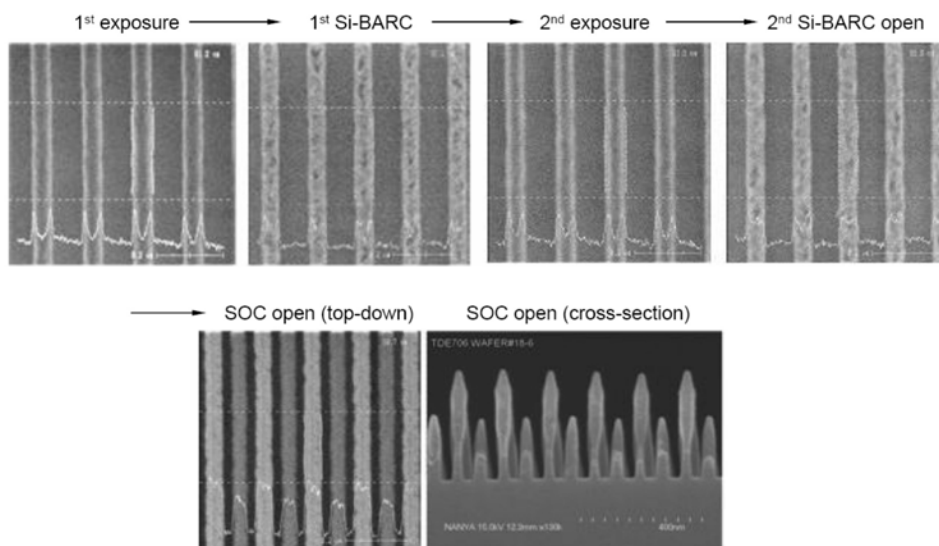 1st exposure
1st Si-BARC
2nd exposure
2nd Si-BARC open
SOC open (top-down)
SOC open (cross-section)
TDE706 WAFER#18-6
NANYA 15.0kV 12.3mm x100k
400nm